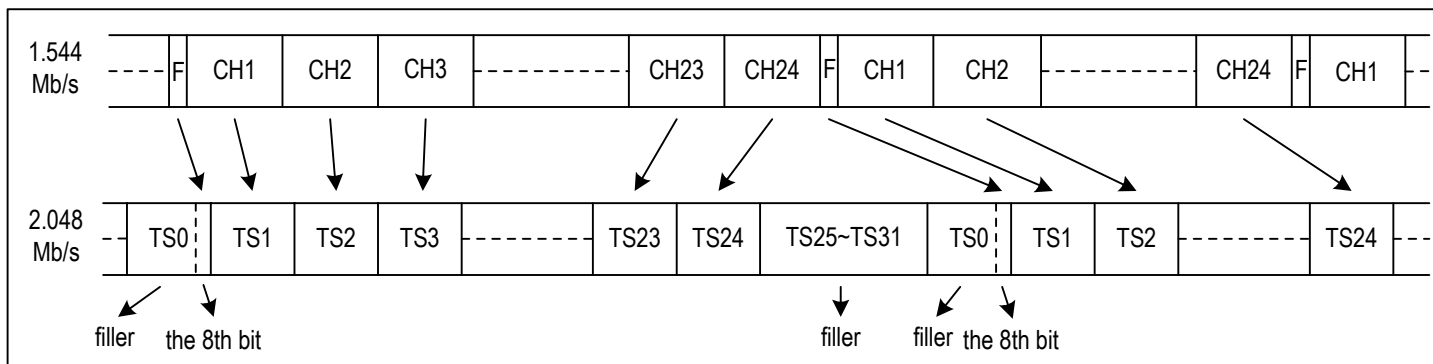 1.544
Mb/s
F CH1 CH2 CH3 CH23 CH24 F CH1 CH2 CH24 F CH1
2.048
Mb/s
TS0 TS1 TS2 TS3 TS23 TS24 TS25~TS31 TS0 TS1 TS2 TS24
filler the 8th bit filler filler the 8th bit